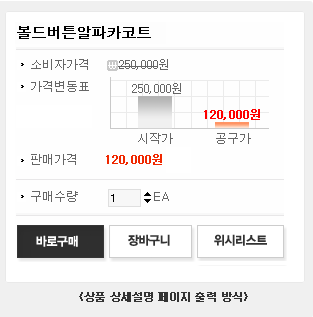 볼드버튼알파카코트
소비자가격 250,000원
가격변동표
250,000원
120,000원
시작가 공구가
판매가격 120,000원
구매수량 1 EA
바로구매 장바구니 위시리스트
<상품 상세설명 페이지 출력 방식>